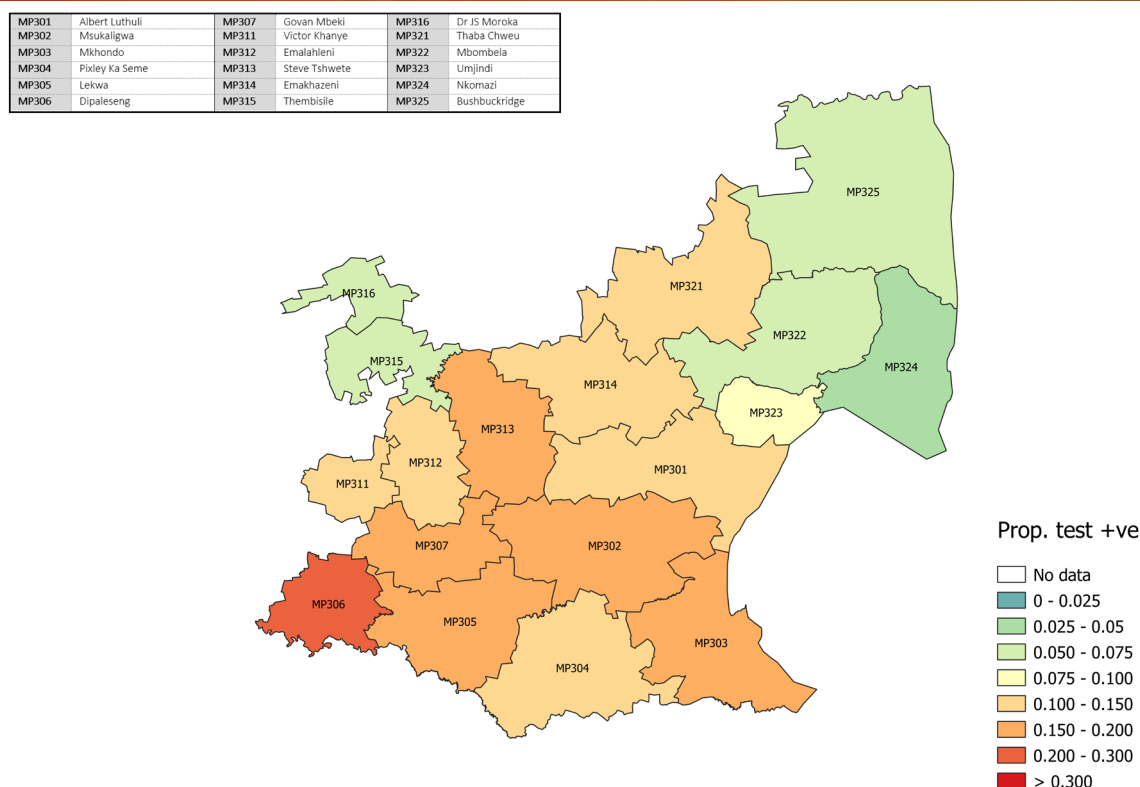 MP301 Albert Luthuli MP307 Govan Mbeki MP316 Dr JS Moroka
MP302 Msukaligwa MP311 Victor Khanye MP321 Thaba Chweu
MP303 Mkhondo MP312 Emalahleni MP322 Mbombela
MP304 Pixley Ka Seme MP313 Steve Tshwete MP323 Umjindi
MP305 Lekwa MP314 Emakhazeni MP324 Nkomazi
MP306 Dipaleseng MP315 Thembisile MP325 Bushbuckridge
MP325
MP321
MP316
MP322
MP315
MP324
MP314
MP323
MP313
MP312
MP301
MP311
MP307
MP302
MP306
MP305
MP303
MP304
Prop. test +ve
No data
0 - 0.025
0.025 - 0.05
0.050 - 0.075
0.075 - 0.100
0.100 - 0.150
0.150 - 0.200
0.200 - 0.300
> 0.300